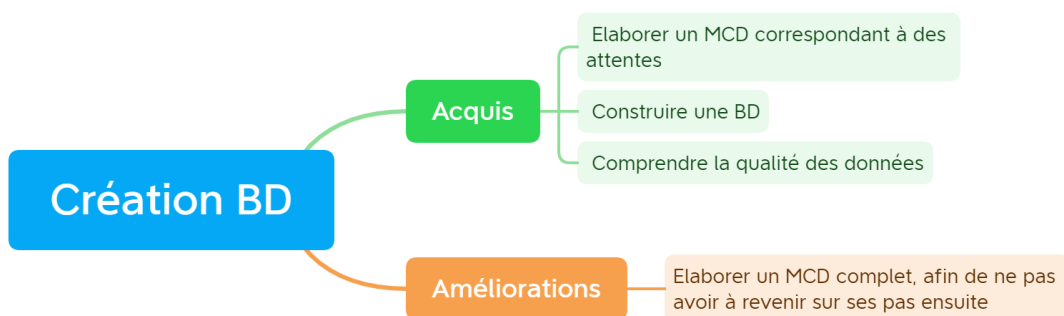 Elaborer un MCD correspondant à des
attentes
Acquis
Construire une BD
Comprendre la qualité des données
Création BD
Améliorations
Elaborer un MCD complet, afin de ne pas
avoir à revenir sur ses pas ensuite